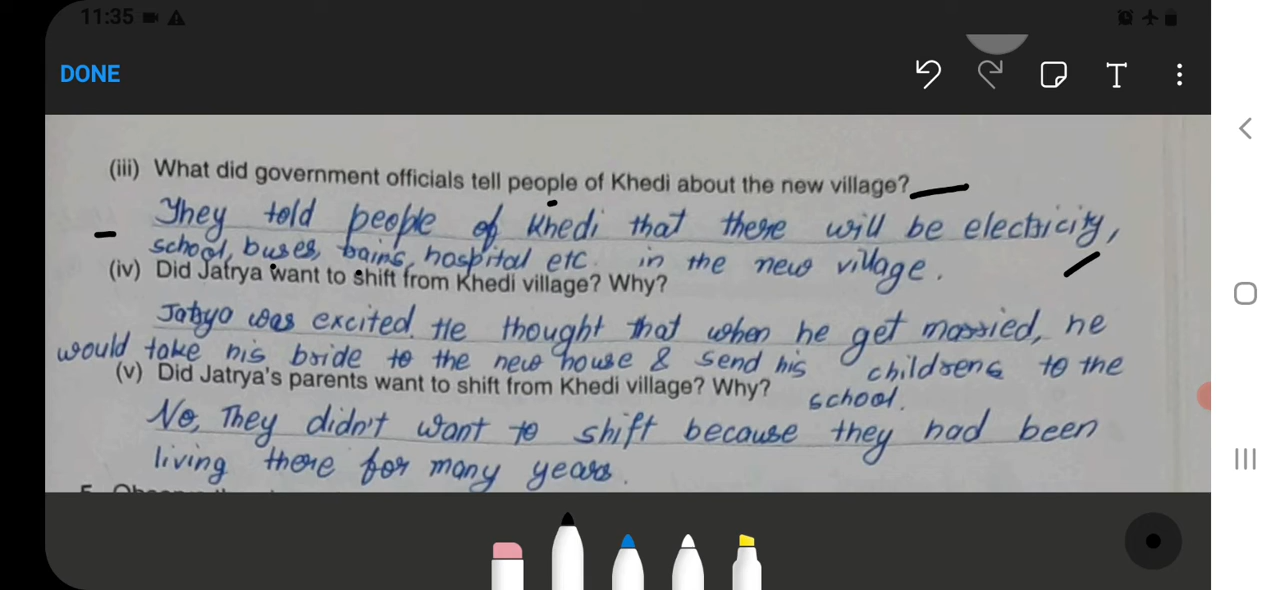 11:35
DONE
(iii) What did government officials tell people of Khedi about the new village?
They told people of Khedi that there will be electricity,
school, buses, tains, hospital etc. in the new village.
(iv) Did Jatrya want to shift from Khedi village? Why?
was excited. He thought that when he get married, he
would take his bride to the new house & send his childrens to the
school.
(v) Did Jatrya's parents want to shift from Khedi village? Why?
No, They didn't want to shift because they had been
living there for many years.